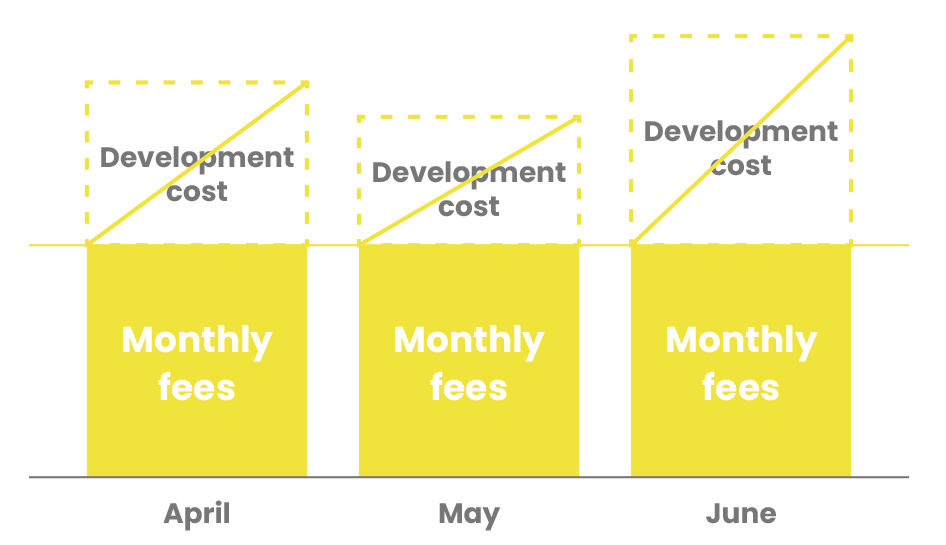 Development
cost
Development
cost
Development
cost
Monthly
fees
Monthly
fees
Monthly
fees
April
May
June